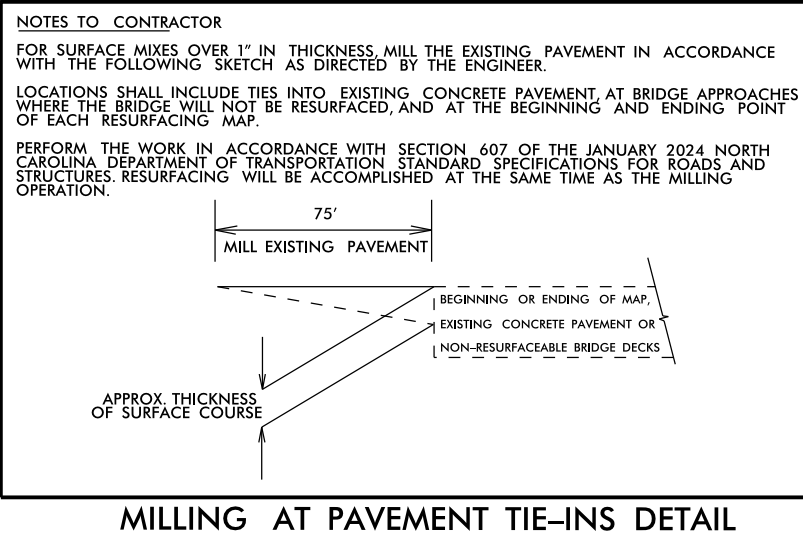 NOTES TO CONTRACTOR
FOR SURFACE MIXES OVER 1" IN THICKNESS, MILL THE EXISTING PAVEMENT IN ACCORDANCE
WITH THE FOLLOWING SKETCH AS DIRECTED BY THE ENGINEER.
LOCATIONS SHALL INCLUDE TIES INTO EXISTING CONCRETE PAVEMENT, AT BRIDGE APPROACHES
WHERE THE BRIDGE WILL NOT BE RESURFACED, AND AT THE BEGINNING AND ENDING POINT
OF EACH RESURFACING MAP.
PERFORM THE WORK IN ACCORDANCE WITH SECTION 607 OF THE JANUARY 2024 NORTH
CAROLINA DEPARTMENT OF TRANSPORTATION STANDARD SPECIFICATIONS FOR ROADS AND
STRUCTURES. RESURFACING WILL BE ACCOMPLISHED AT THE SAME TIME AS THE MILLING
OPERATION.
75'
MILL EXISTING PAVEMENT
BEGINNING OR ENDING OF MAP,
EXISTING CONCRETE PAVEMENT OR
NON-RESURFACEABLE BRIDGE DECKS
APPROX. THICKNESS
OF SURFACE COURSE
MILLING AT PAVEMENT TIE-INS DETAIL